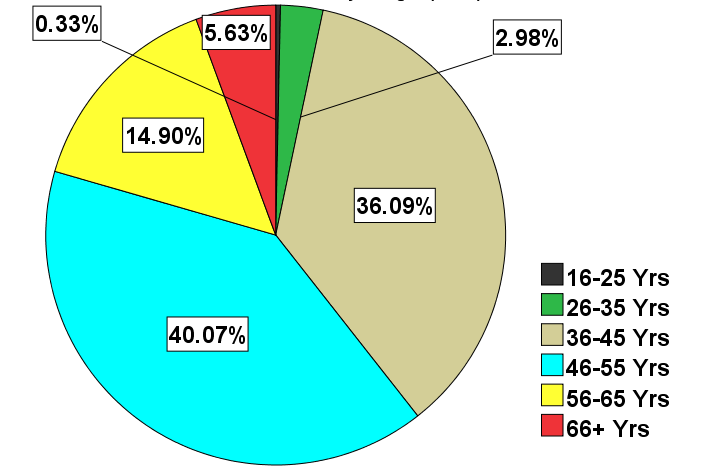 0.33%
5.63%
2.98%
14.90%
36.09%
40.07%
16-25 Yrs
26-35 Yrs
36-45 Yrs
46-55 Yrs
56-65 Yrs
66+ Yrs